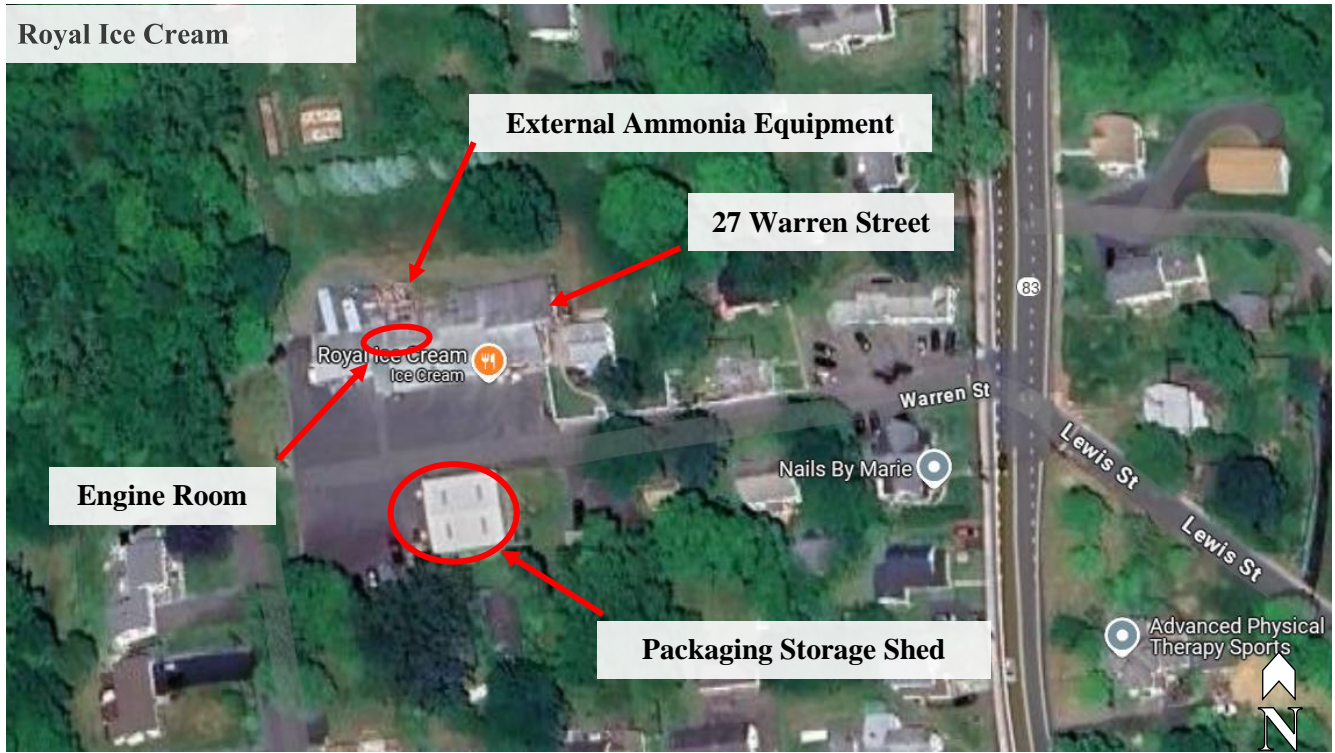 Royal Ice Cream
External Ammonia Equipment
27 Warren Street
83
Royal Ice Cream
Ice Cream
Warren St
Lewis St
Nails By Marie
Engine Room
Lewis St
Advanced Physical
Therapy Sports
Packaging Storage Shed
N